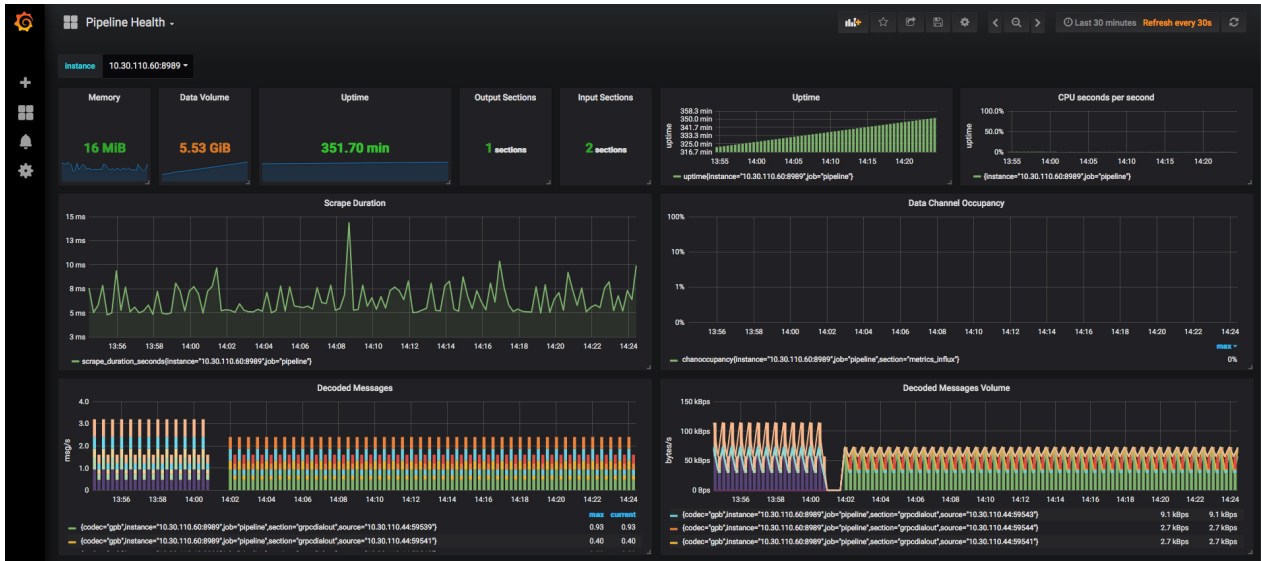 Pipeline Health
Last 30 minutes Refresh every 30s
instance 10.30.110.60:8989
Memory
16 MiB
Data Volume
5.53 GiB
Uptime
351.70 min
Output Sections
1 sections
Input Sections
2 sections
Uptime
uptime
358.3 min
350.0 min
341.7 min
333.3 min
325.0 min
316.7 min
13:55 14:00 14:05 14:10 14:15 14:20
uptime{instance="10.30.110.60:8989",job="pipeline"}
CPU seconds per second
uptime
100.0%
50.0%
0%
13:55 14:00 14:05 14:10 14:15 14:20
{instance="10.30.110.60:8989",job="pipeline"}
Scrape Duration
15 ms
13 ms
10 ms
8 ms
5 ms
3 ms
13:56 13:58 14:00 14:02 14:04 14:06 14:08 14:10 14:12 14:14 14:16 14:18 14:20 14:22 14:24
scrape_duration_seconds{instance="10.30.110.60:8989",job="pipeline"}
Data Channel Occupancy
100%
10%
1%
0%
13:56 13:58 14:00 14:02 14:04 14:06 14:08 14:10 14:12 14:14 14:16 14:18 14:20 14:22 14:24
max
chanoccupancy{instance="10.30.110.60:8989",job="pipeline",section="metrics_influx"} 0%
Decoded Messages
msg/s
4.0
3.0
2.0
1.0
0
13:56 13:58 14:00 14:02 14:04 14:06 14:08 14:10 14:12 14:14 14:16 14:18 14:20 14:22 14:24
max current
{codec="gpb",instance="10.30.110.60:8989",job="pipeline",section="grpcdialout",source="10.30.110.44:59539"} 0.93 0.93
{codec="gpb",instance="10.30.110.60:8989",job="pipeline",section="grpcdialout",source="10.30.110.44:59541"} 0.40 0.40
Decoded Messages Volume
bytes/s
150 kBps
100 kBps
50 kBps
0 Bps
13:56 13:58 14:00 14:02 14:04 14:06 14:08 14:10 14:12 14:14 14:16 14:18 14:20 14:22 14:24
{codec="gpb",instance="10.30.110.60:8989",job="pipeline",section="grpcdialout",source="10.30.110.44:59543"} 9.1 kBps 9.1 kBps
{codec="gpb",instance="10.30.110.60:8989",job="pipeline",section="grpcdialout",source="10.30.110.44:59544"} 2.7 kBps 2.7 kBps
{codec="gpb",instance="10.30.110.60:8989",job="pipeline",section="grpcdialout",source="10.30.110.44:59541"} 2.7 kBps 2.7 kBps